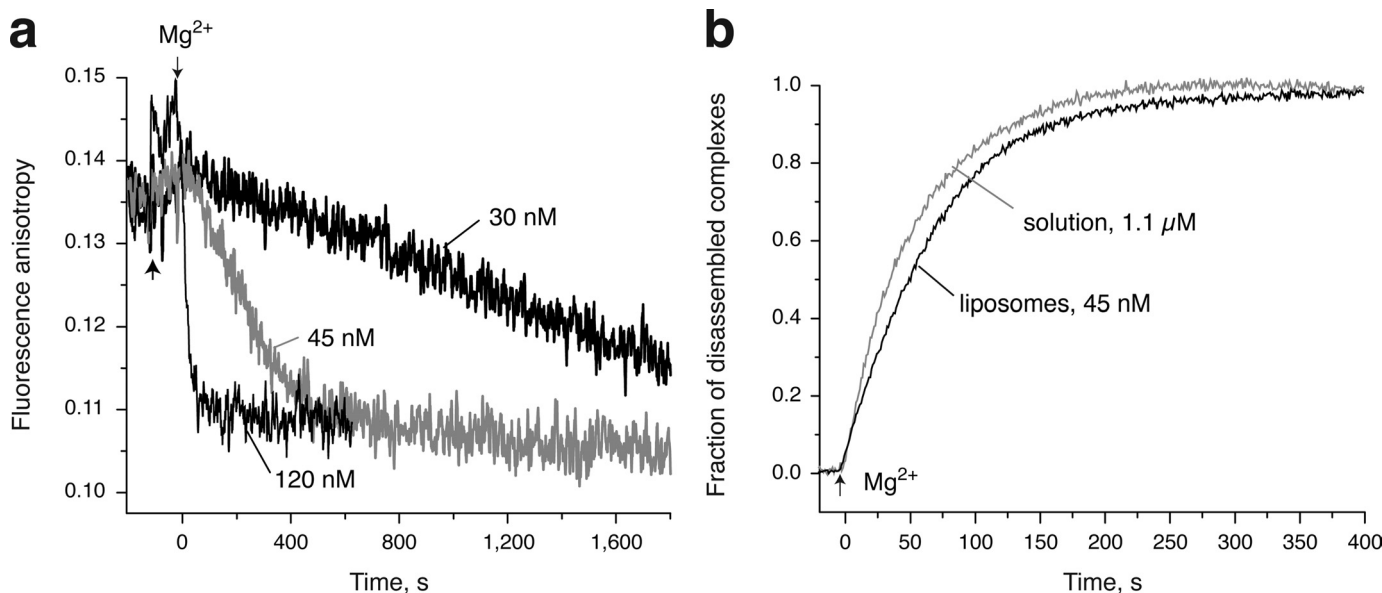 a
Mg2+
0.15
0.14
0.13
0.12
0.11
0.10
Fluorescence anisotropy
30 nM
45 nM
120 nM
0
400
800
1,200
1,600
Time, s
b
1.0
0.8
0.6
0.4
0.2
0.0
Fraction of disassembled complexes
solution, 1.1 µM
liposomes, 45 nM
Mg2+
0
50
100
150
200
250
300
350
400
Time, s